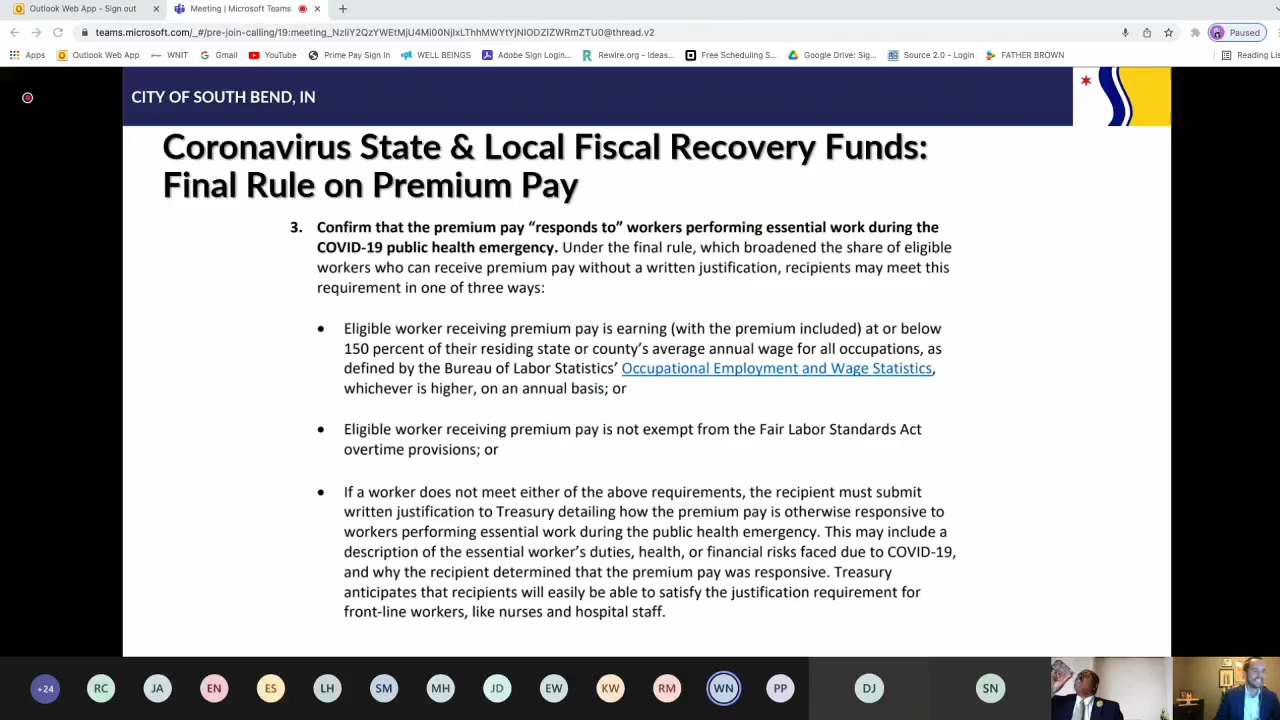 Outlook Web App - Sign out
Meeting | Microsoft Teams
teams.microsoft.com/_#/pre-join-calling/19:meeting_NzliY2QzYWEtMjU4Mi00NjIxLThhMWYtYjNlODZlZWRmZTU0@thread.v2
Paused
Apps Outlook Web App WNIT Gmail YouTube Prime Pay Sign In WELL BEINGS Adobe Sign Login... Rewire.org - Ideas... Free Scheduling S... Google Drive: Sig... Source 2.0 - Login FATHER BROWN Reading
CITY OF SOUTH BEND, IN
Coronavirus State & Local Fiscal Recovery Funds:
Final Rule on Premium Pay
3. Confirm that the premium pay “responds to” workers performing essential work during the
COVID-19 public health emergency. Under the final rule, which broadened the share of eligible
workers who can receive premium pay without a written justification, recipients may meet this
requirement in one of three ways:
• Eligible worker receiving premium pay is earning (with the premium included) at or below
150 percent of their residing state or county’s average annual wage for all occupations, as
defined by the Bureau of Labor Statistics’ Occupational Employment and Wage Statistics,
whichever is higher, on an annual basis; or
• Eligible worker receiving premium pay is not exempt from the Fair Labor Standards Act
overtime provisions; or
• If a worker does not meet either of the above requirements, the recipient must submit
written justification to Treasury detailing how the premium pay is otherwise responsive to
workers performing essential work during the public health emergency. This may include a
description of the essential worker’s duties, health, or financial risks faced due to COVID-19,
and why the recipient determined that the premium pay was responsive. Treasury
anticipates that recipients will easily be able to satisfy the justification requirement for
front-line workers, like nurses and hospital staff.
+24 RC JA EN ES LH SM MH JD EW KW RM WN PP DJ SN